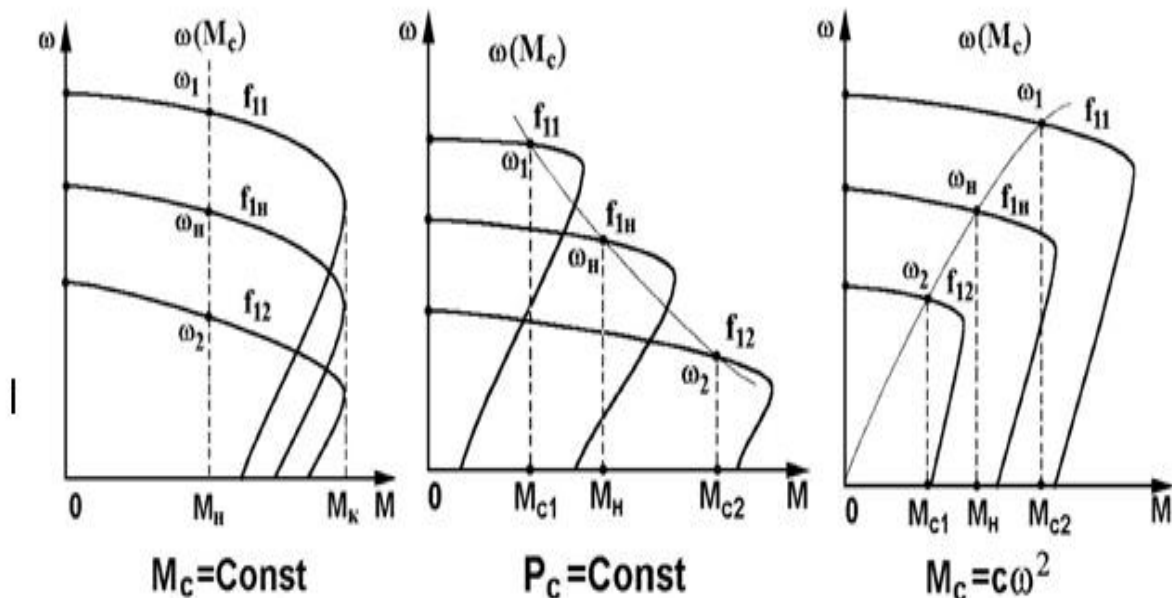 ω
ω(Mc)
ω1
f11
ωн
f1н
ω2
f12
0
Mн
Mк
M
Mc=Const
ω
ω(Mc)
f11
ω1
f1н
ωн
f12
ω2
0
Mc1
Mн
Mc2
M
Pc=Const
ω
ω(Mc)
ω1
f11
ωн
f1н
ω2
f12
0
Mc1
Mн
Mc2
M
Mc=cω²